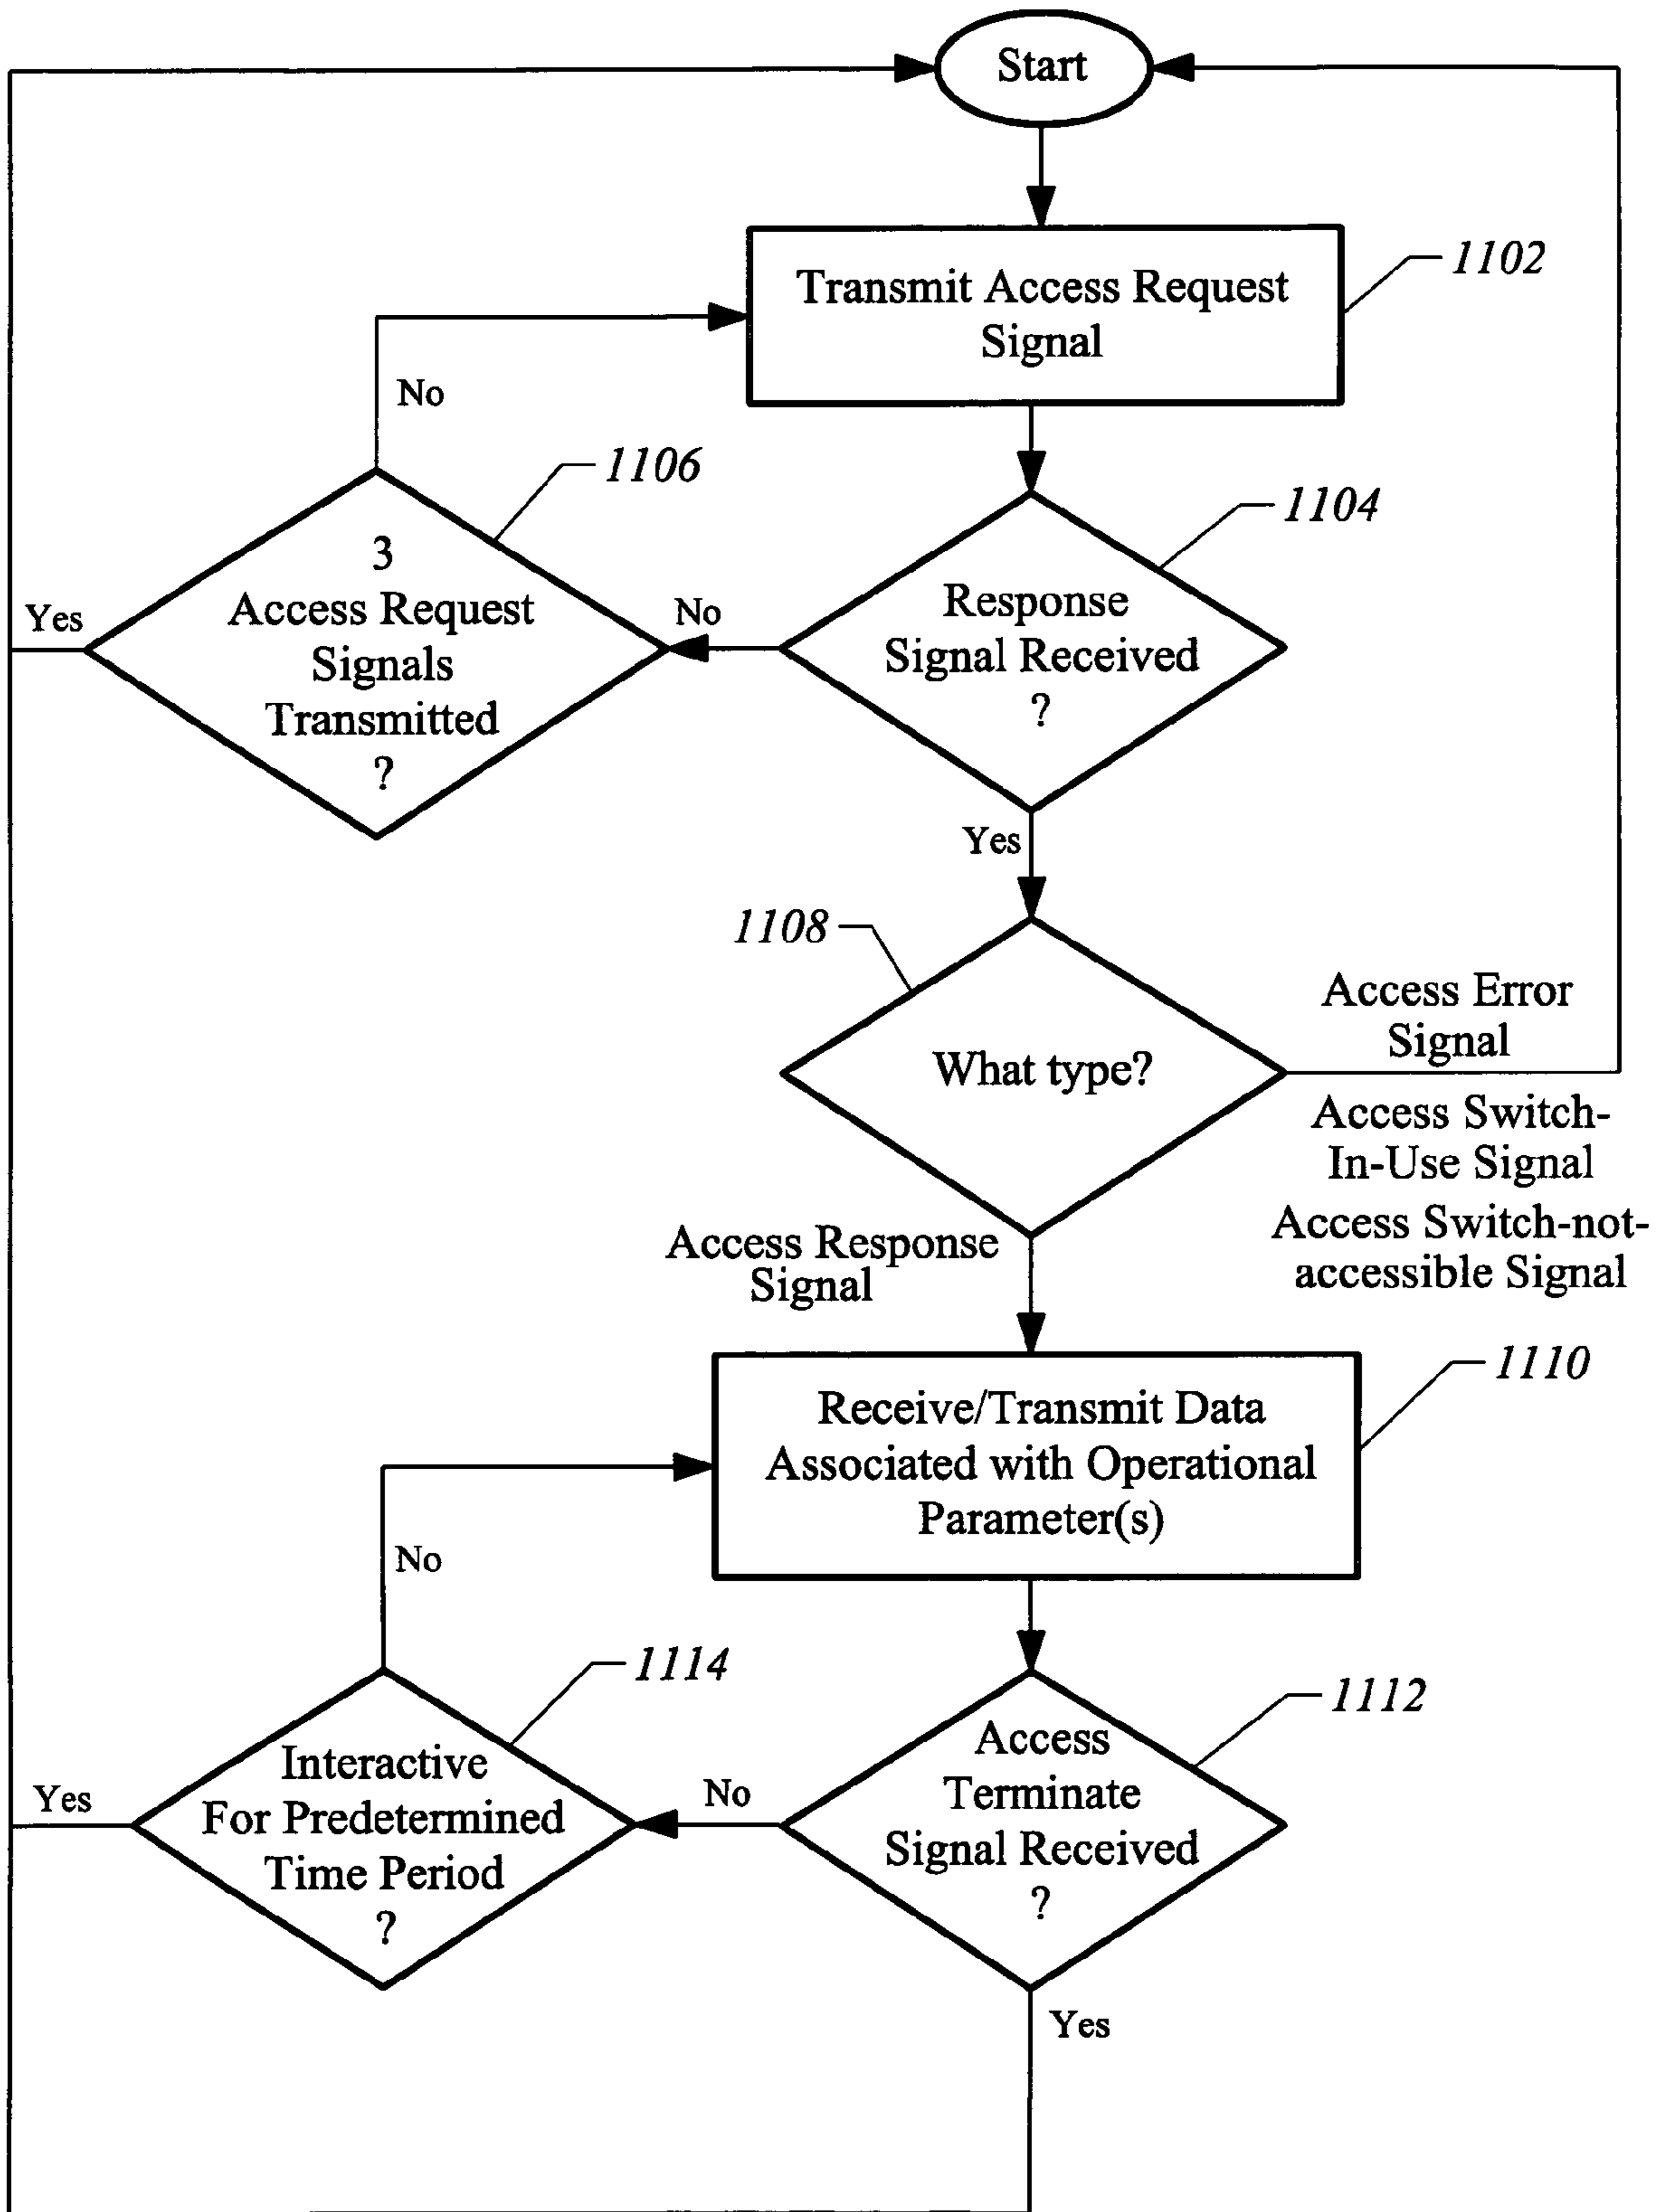 Start
Transmit Access Request
Signal
1102
No
1106
1104
3
Access Request
Signals
Transmitted
?
Yes
No
Response
Signal Received
?
Yes
1108
What type?
Access Error
Signal
Access Switch-
In-Use Signal
Access Switch-not-
accessible Signal
Access Response
Signal
1110
Receive/Transmit Data
Associated with Operational
Parameter(s)
No
1114
1112
Interactive
For Predetermined
Time Period
?
Yes
No
Access
Terminate
Signal Received
?
Yes